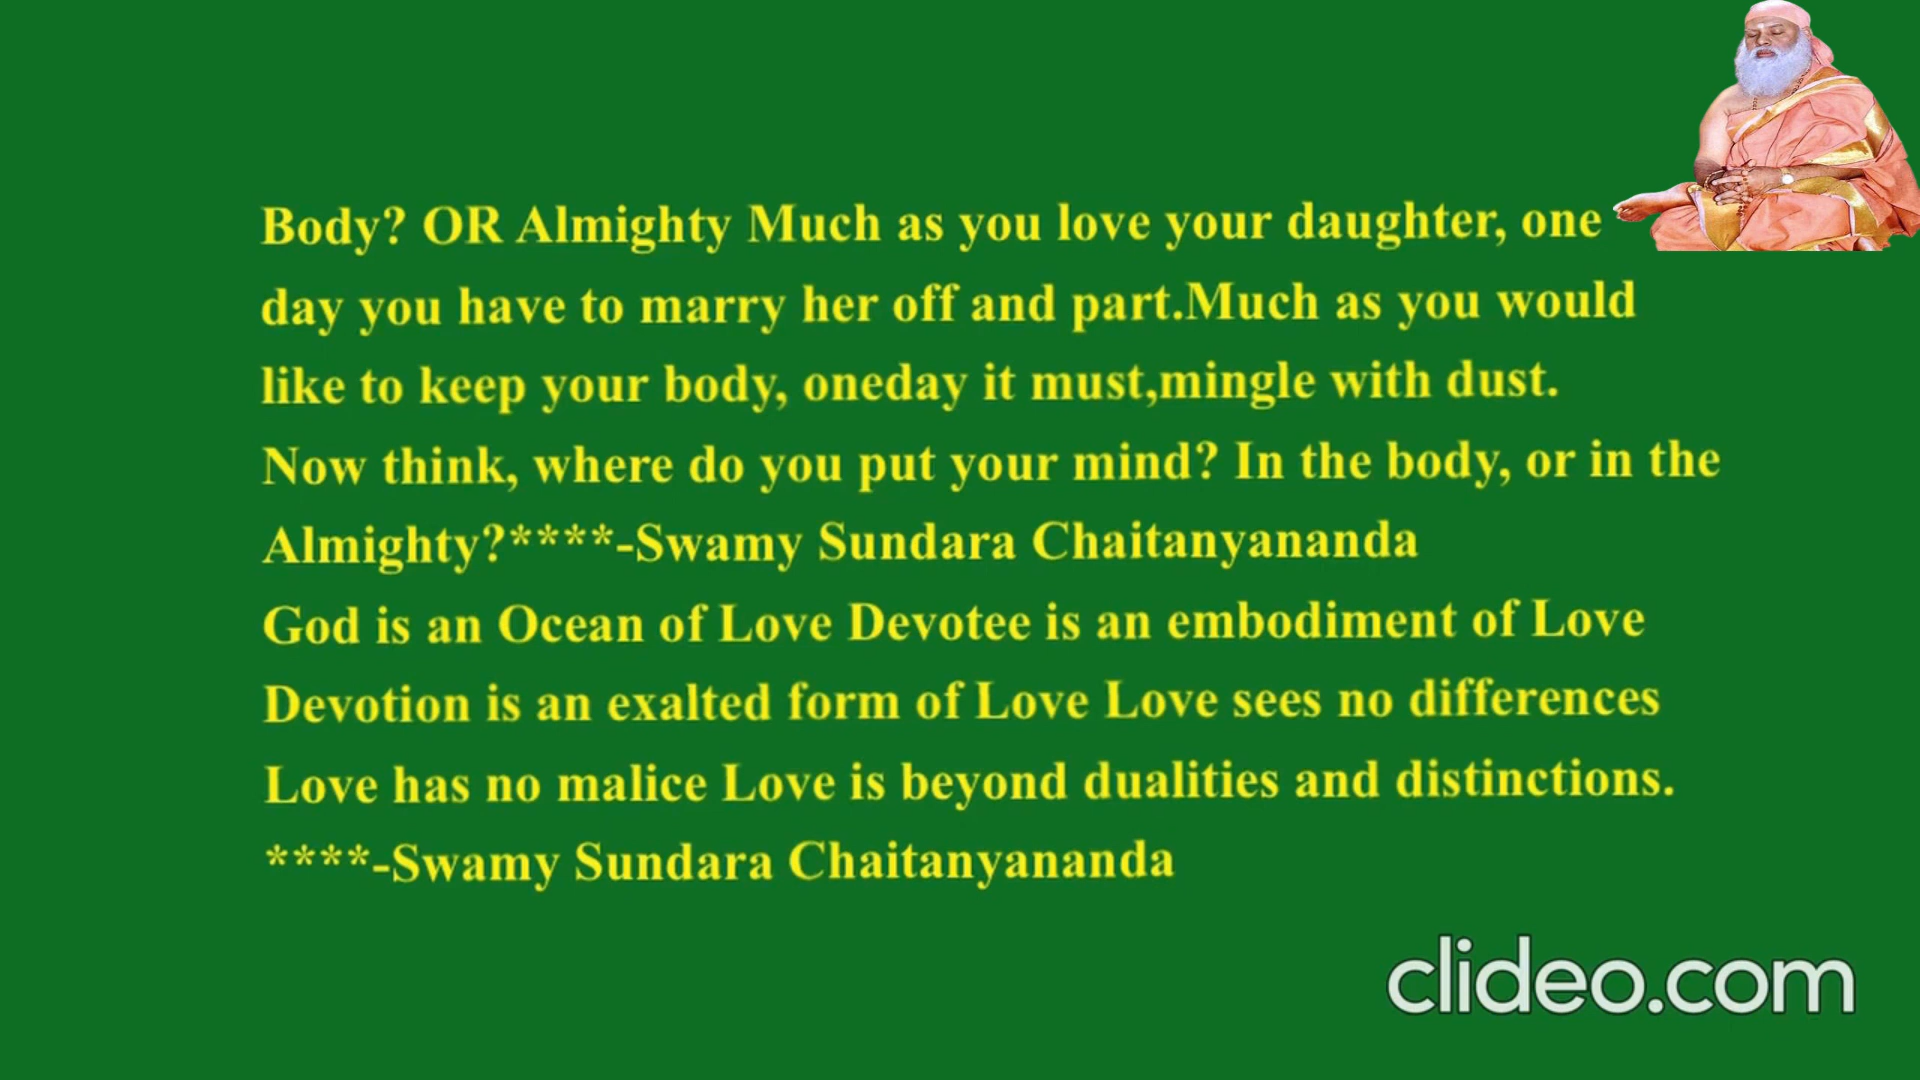 Body? OR Almighty Much as you love your daughter, one
day you have to marry her off and part.Much as you would
like to keep your body, oneday it must,mingle with dust.
Now think, where do you put your mind? In the body, or in the
Almighty?****-Swamy Sundara Chaitanyananda
God is an Ocean of Love Devotee is an embodiment of Love
Devotion is an exalted form of Love Love sees no differences
Love has no malice Love is beyond dualities and distinctions.
****-Swamy Sundara Chaitanyananda
clideo.com